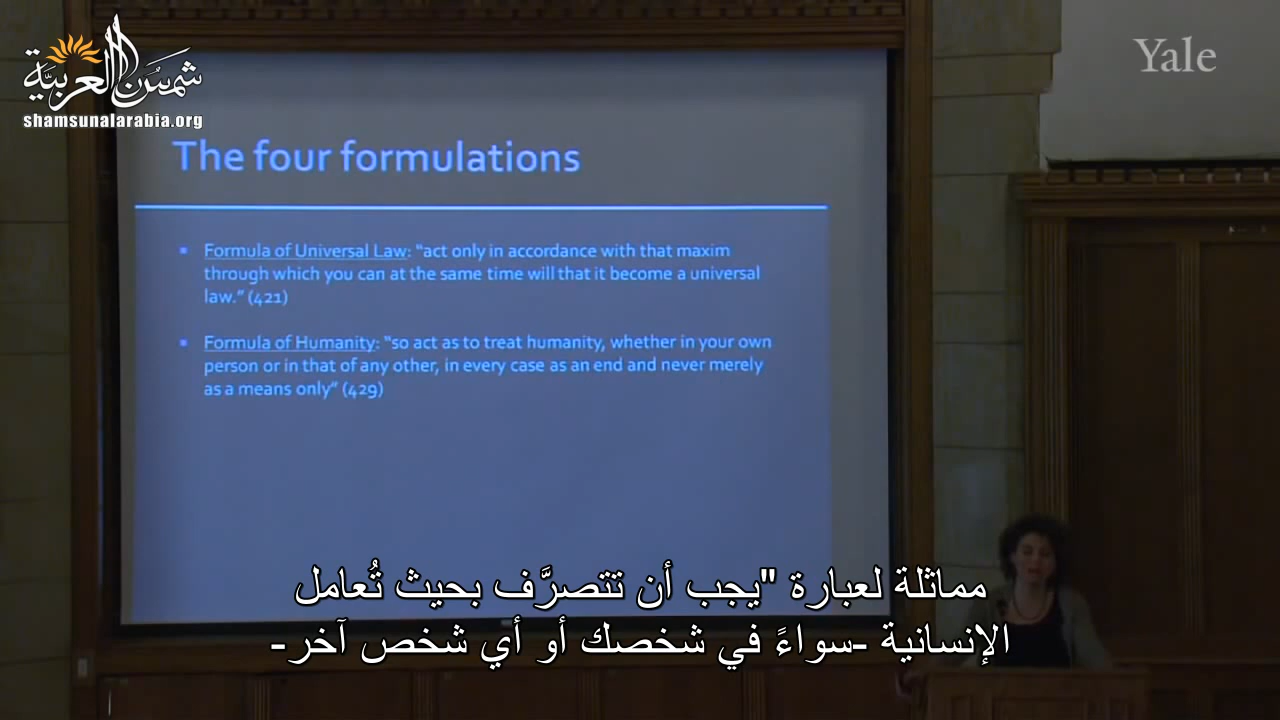 شمس العربية
shamsunalarabia.org
Yale
The four formulations
Formula of Universal Law: "act only in accordance with that maxim
through which you can at the same time will that it become a universal
law." (421)
Formula of Humanity: "so act as to treat humanity, whether in your own
person or in that of any other, in every case as an end and never merely
as a means only" (429)
مماثلة لعبارة "يجب أن تتصرَّف بحيث تُعامل
الإنسانية -سواءً في شخصك أو أي شخص آخر-